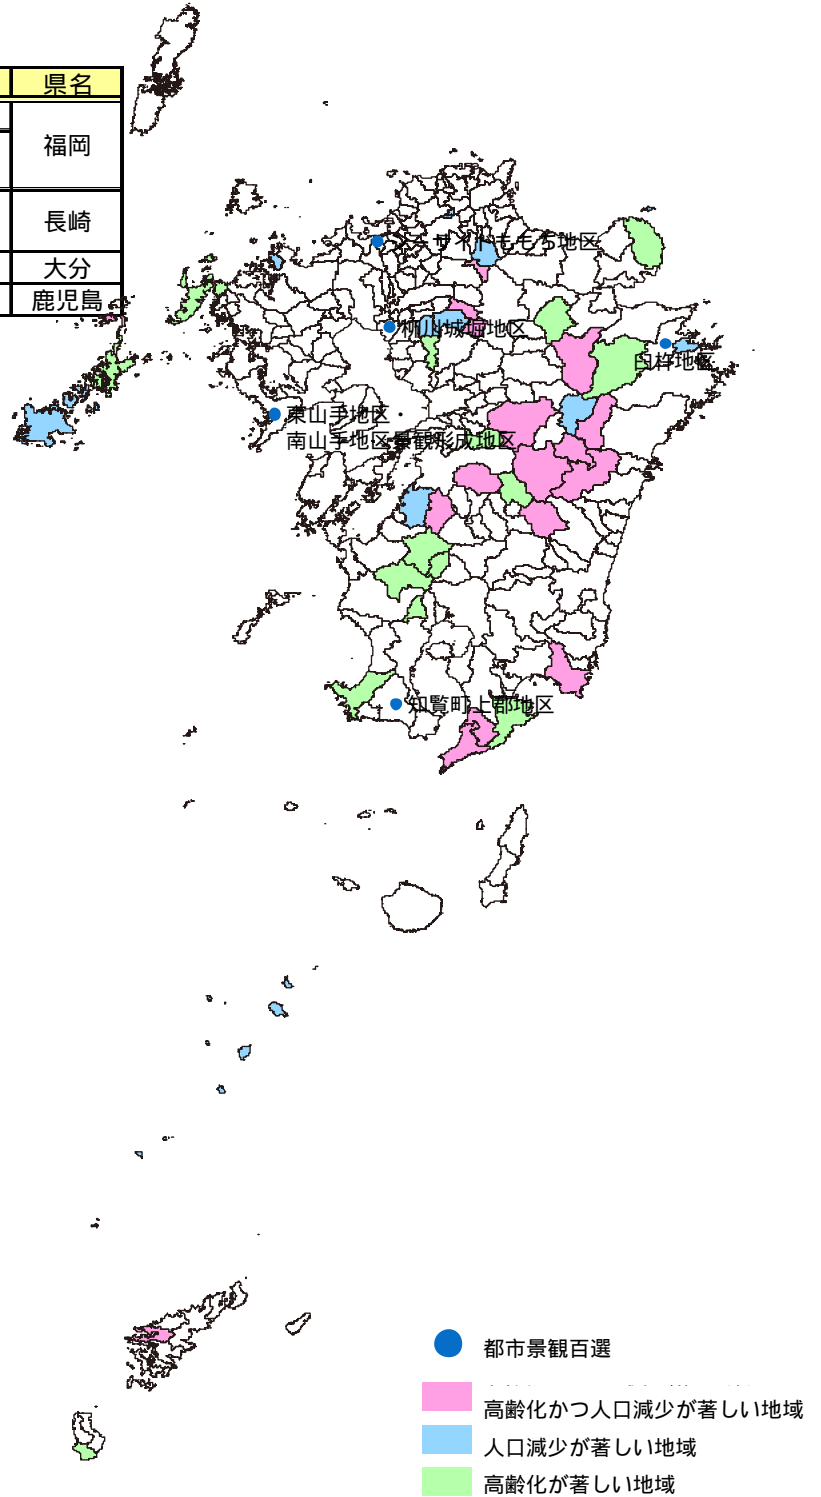 県名
福岡
長崎
大分
鹿児島
シーサイドももち地区
柳川城堀地区
臼杵地区
東山手地区・
南山手地区景観形成地区
知覧町上郡地区
都市景観百選
高齢化かつ人口減少が著しい地域
人口減少が著しい地域
高齢化が著しい地域